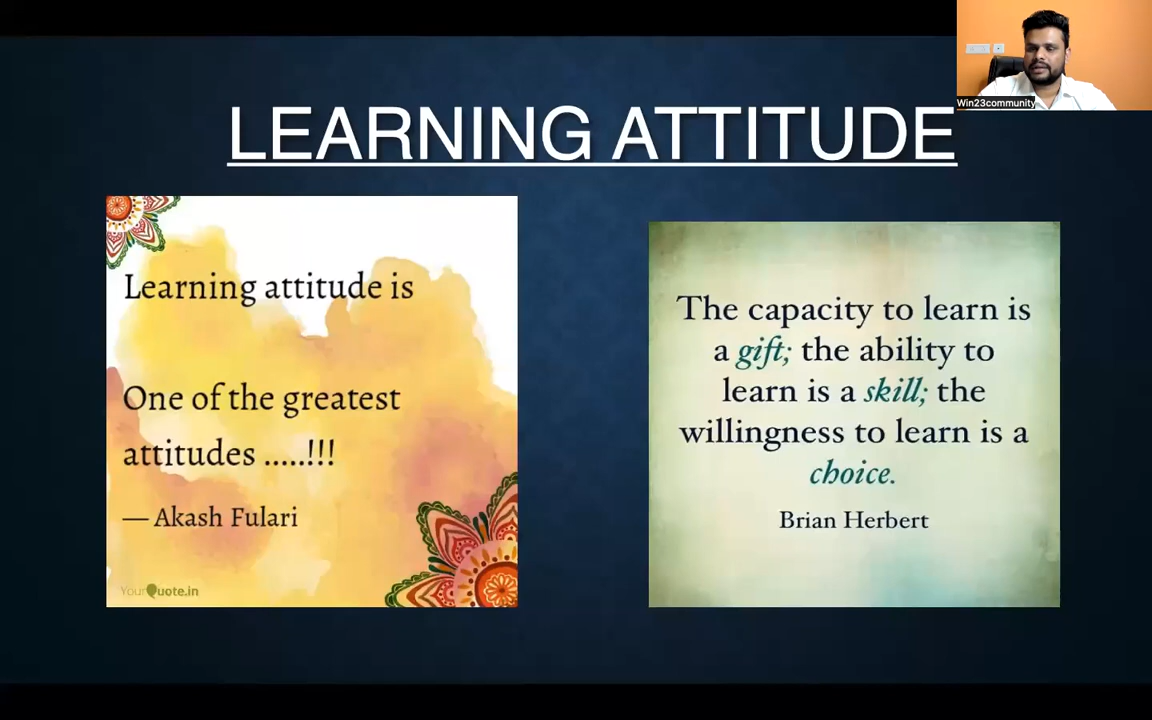 Win23community
LEARNING ATTITUDE
Learning attitude is
One of the greatest
attitudes .....!!!
— Akash Fulari
YourQuote.in
The capacity to learn is
a gift; the ability to
learn is a skill; the
willingness to learn is a
choice.
Brian Herbert